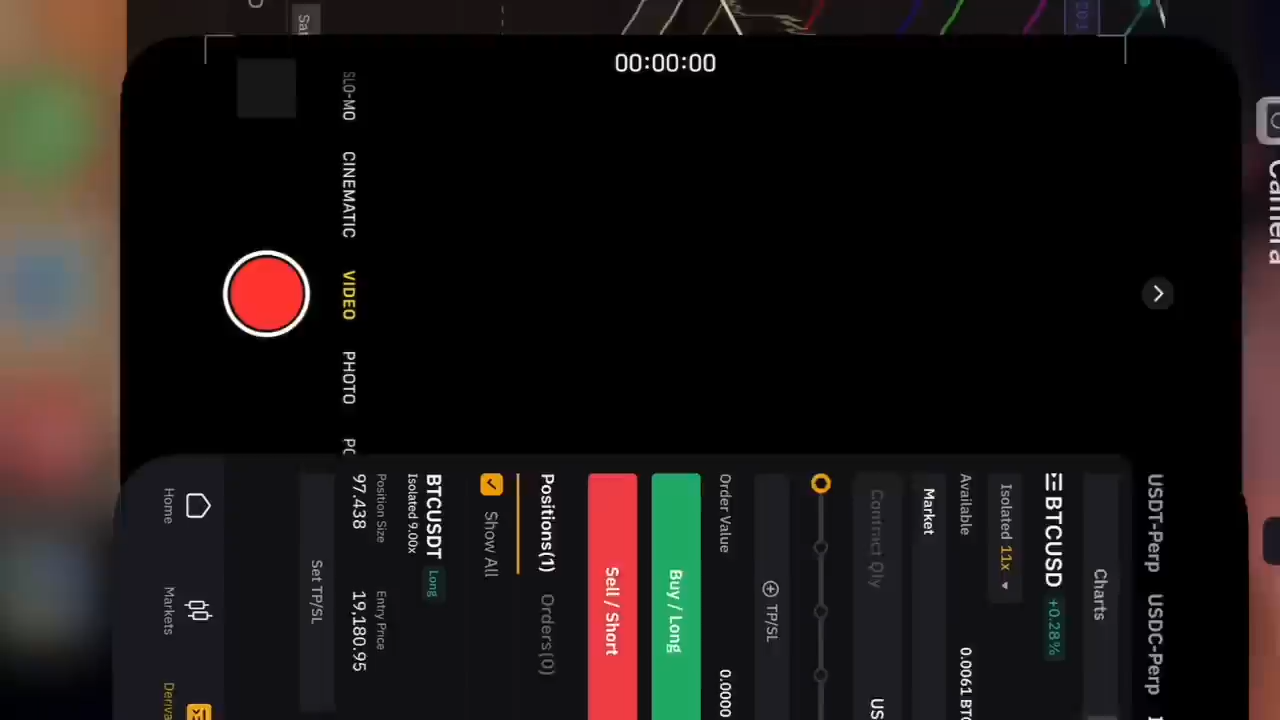 00:00:00
SLO-MO CINEMATIC VIDEO PHOTO
Camera
USDT-Perp USDC-Perp
Charts
BTCUSD +0.28%
Isolated 11x
Available 0.0061 BTC
Market
Contract Qty
TP/SL
Order Value 0.0000
Buy / Long
Sell / Short
Positions(1) Orders(0)
Show All
BTCUSDT Long
Isolated 9.00x
Position Size Entry Price
97.438 19,180.95
Set TP/SL
Home Markets